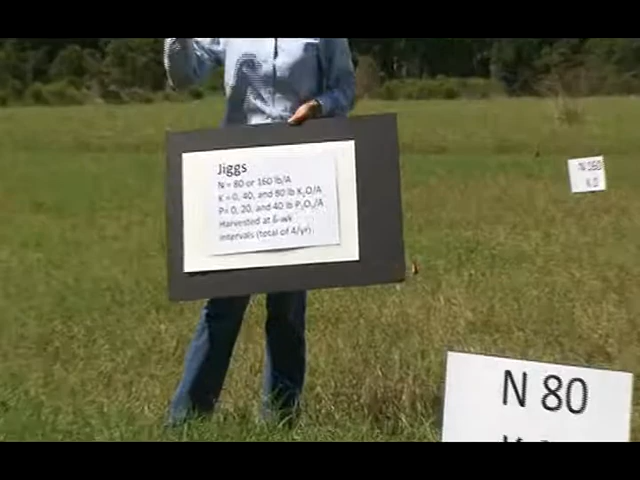 Jiggs
N = 80 or 160 lb/A
K = 0, 40, and 80 lb K₂O/A
P= 0, 20, and 40 lb P₂O₅/A
Harvested at 6-wk
intervals (total of 4/yr)
N 160
K 0
N 80